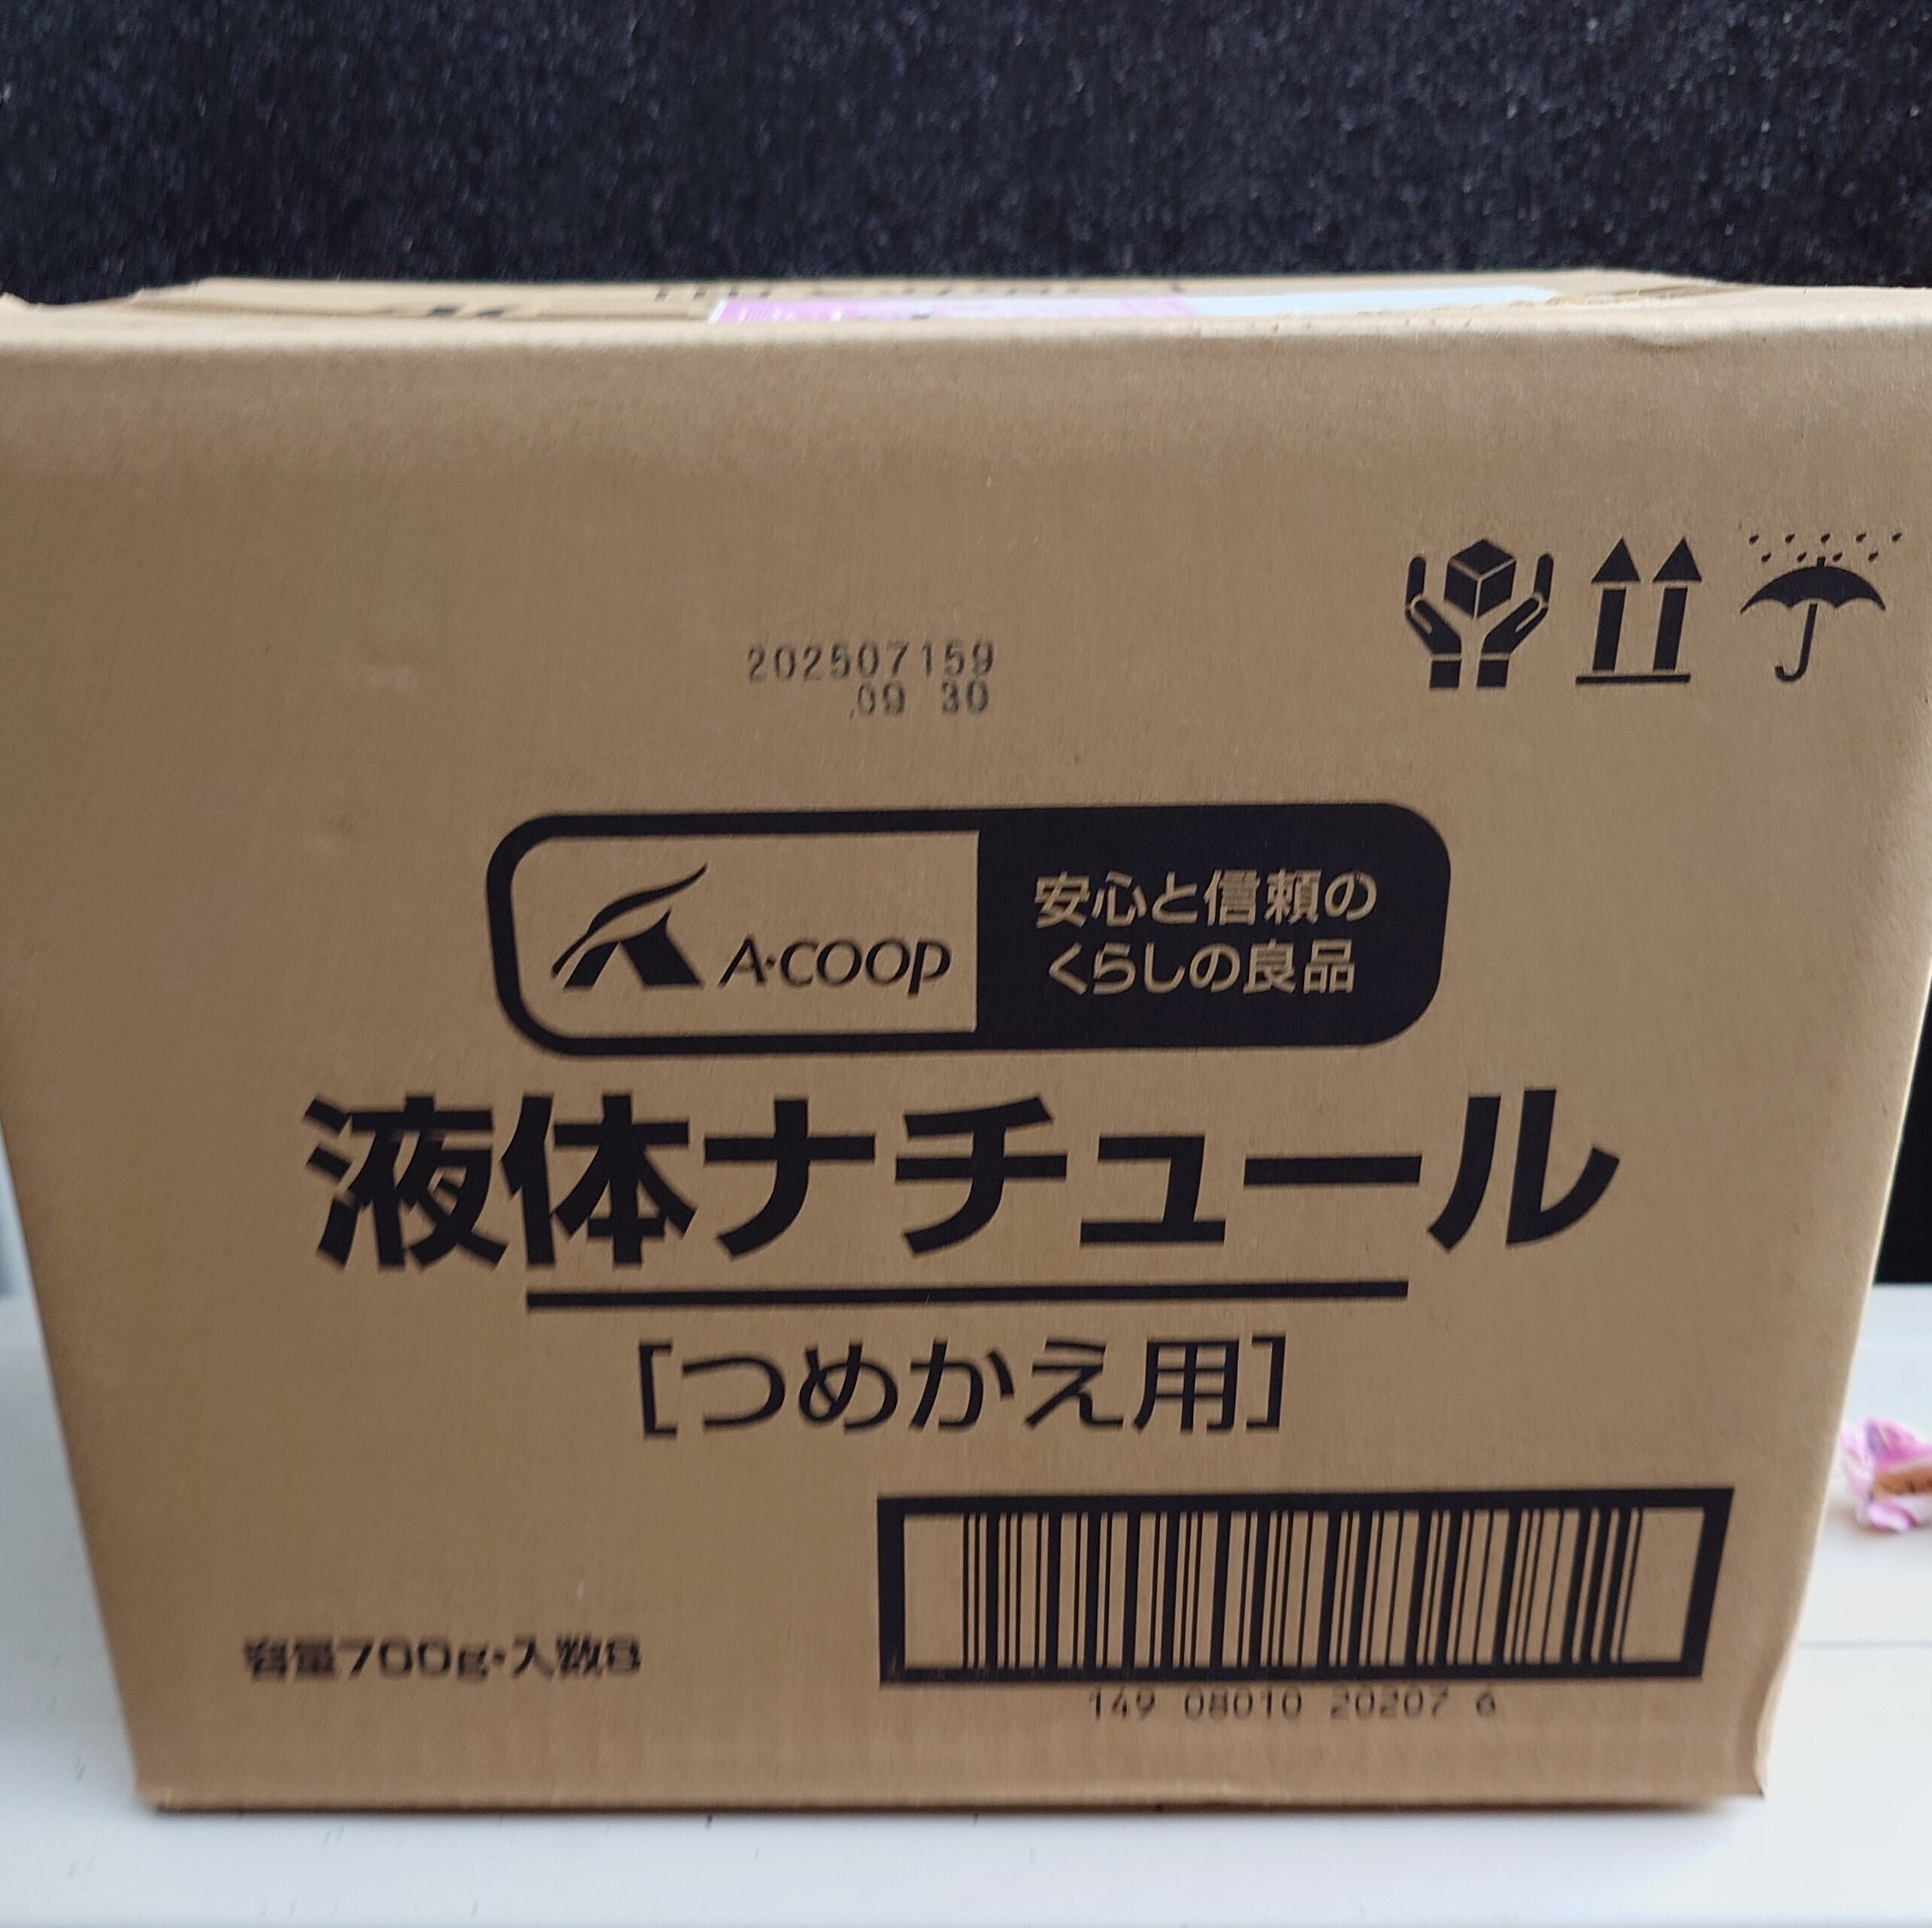 202507159
09 30
A·COOP
安心と信頼の
くらしの良品
液体ナチュール
[つめかえ用]
容量700g・入数8
149 08010 20207 6